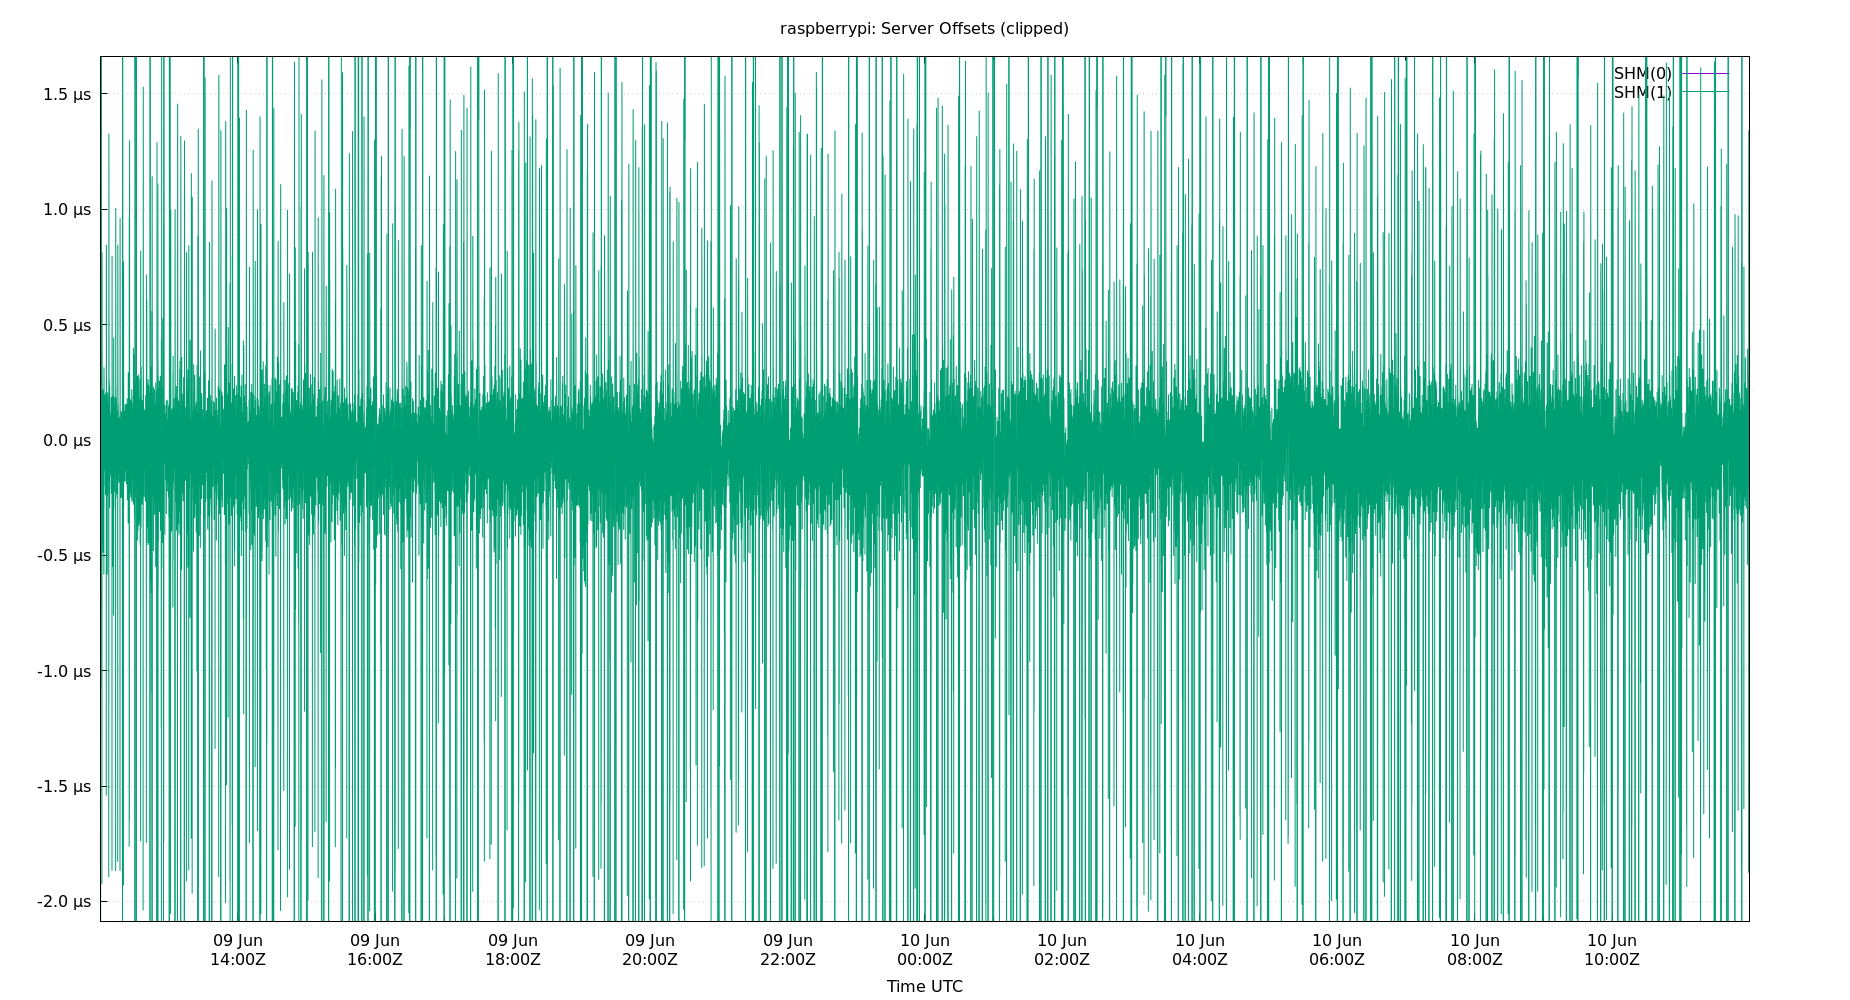 raspberrypi: Server Offsets (clipped)
SHM(0)
SHM(1)
1.5 µs
1.0 µs
0.5 µs
0.0 µs
-0.5 µs
-1.0 µs
-1.5 µs
-2.0 µs
09 Jun 09 Jun 09 Jun 09 Jun 09 Jun 10 Jun 10 Jun 10 Jun 10 Jun 10 Jun 10 Jun
14:00Z 16:00Z 18:00Z 20:00Z 22:00Z 00:00Z 02:00Z 04:00Z 06:00Z 08:00Z 10:00Z
Time UTC